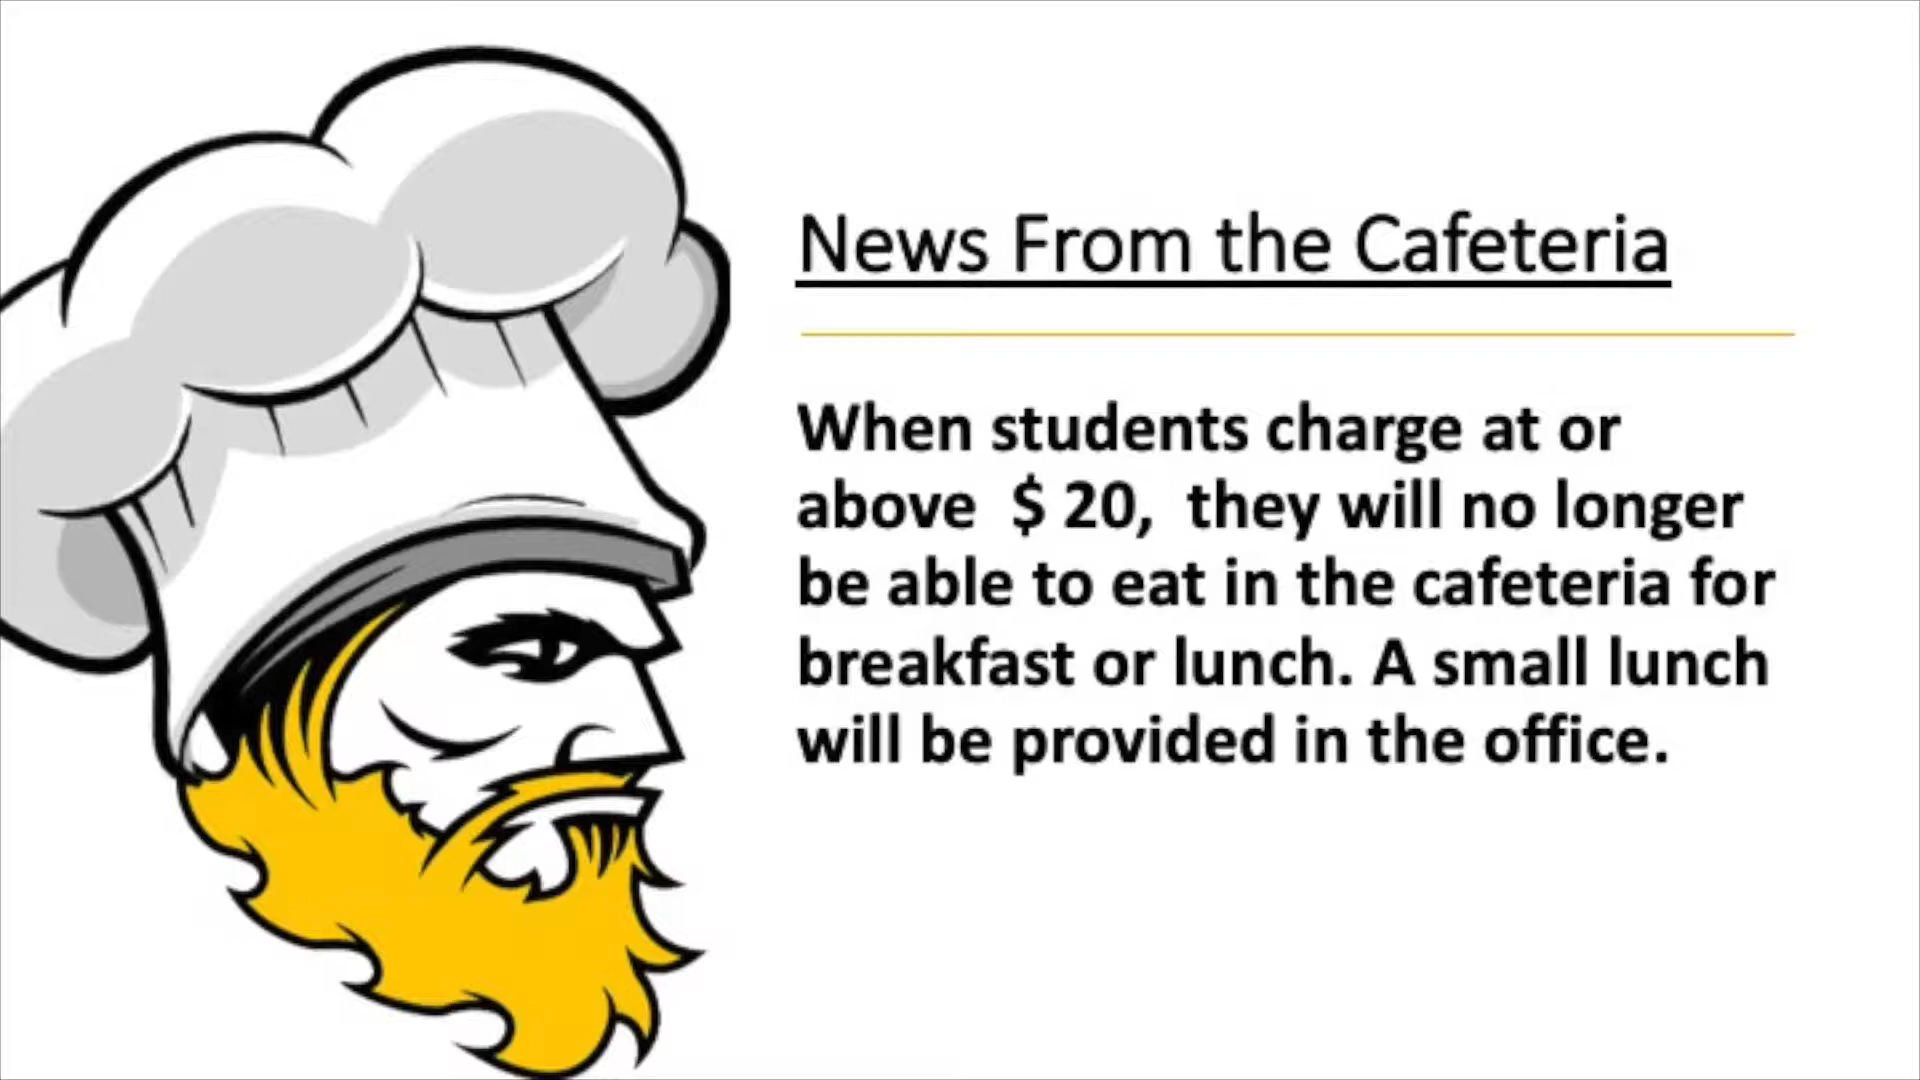 News From the Cafeteria
When students charge at or
above $ 20, they will no longer
be able to eat in the cafeteria for
breakfast or lunch. A small lunch
will be provided in the office.